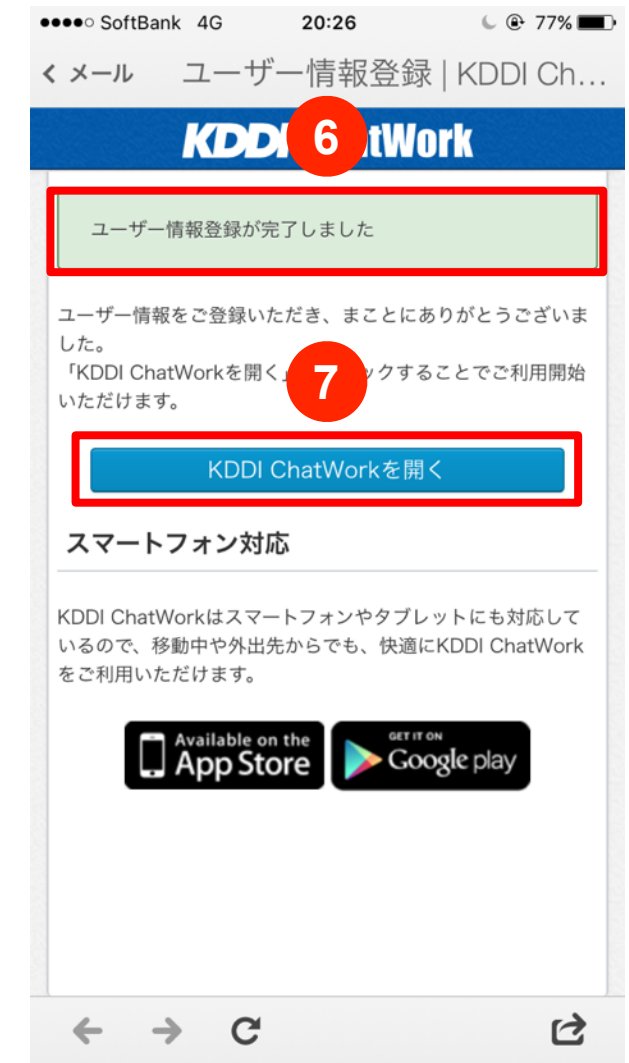 SoftBank 4G 20:26 77%
メール ユーザー情報登録 | KDDI Ch...
6
KDD tWork
ユーザー情報登録が完了しました
ユーザー情報をご登録いただき、まことにありがとうございま
した。
「KDDI ChatWorkを開く」 ックすることでご利用開始
7
いただけます。
KDDI ChatWorkを開く
スマートフォン対応
KDDI ChatWorkはスマートフォンやタブレットにも対応して
いるので、移動中や外出先からでも、快適にKDDI ChatWork
をご利用いただけます。
Available on the
App Store
GET IT ON
Google play